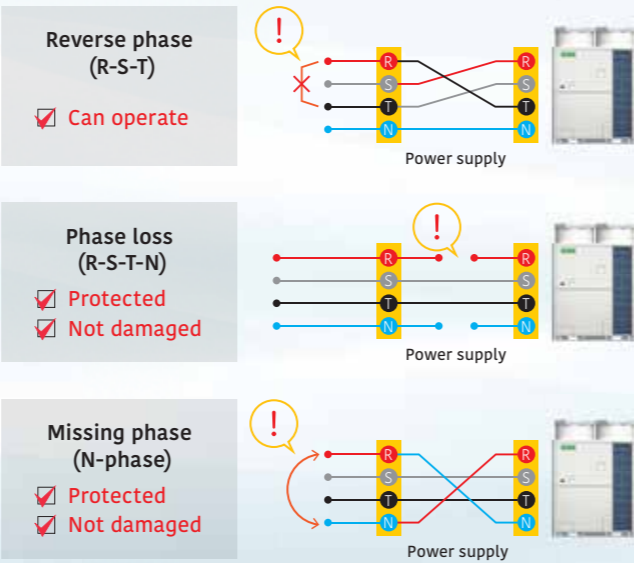 Reverse phase
(R-S-T)
Can operate
!
R R
S S
T T
N N
Power supply
Phase loss
(R-S-T-N)
Protected
Not damaged
!
R R
S S
T T
N N
Power supply
Missing phase
(N-phase)
Protected
Not damaged
!
R R
S S
T T
N N
Power supply